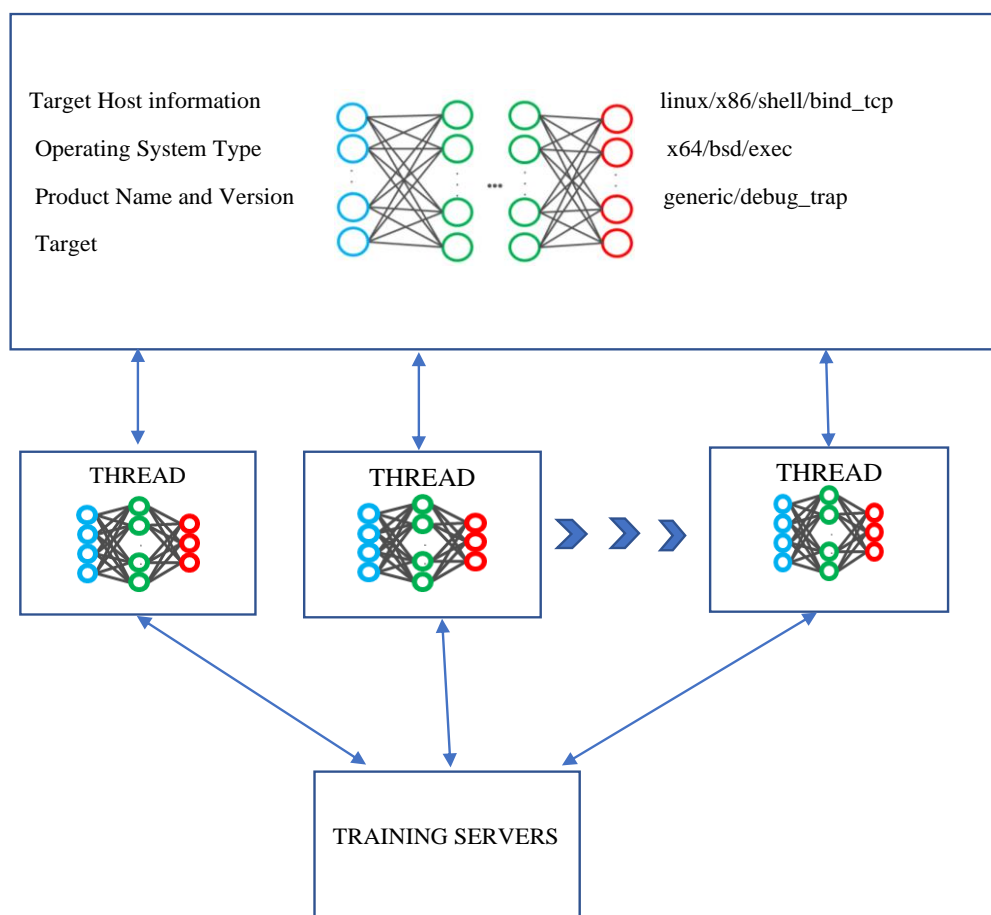 Target Host information
linux/x86/shell/bind_tcp
Operating System Type
x64/bsd/exec
Product Name and Version
generic/debug_trap
Target
THREAD
THREAD
THREAD
TRAINING SERVERS